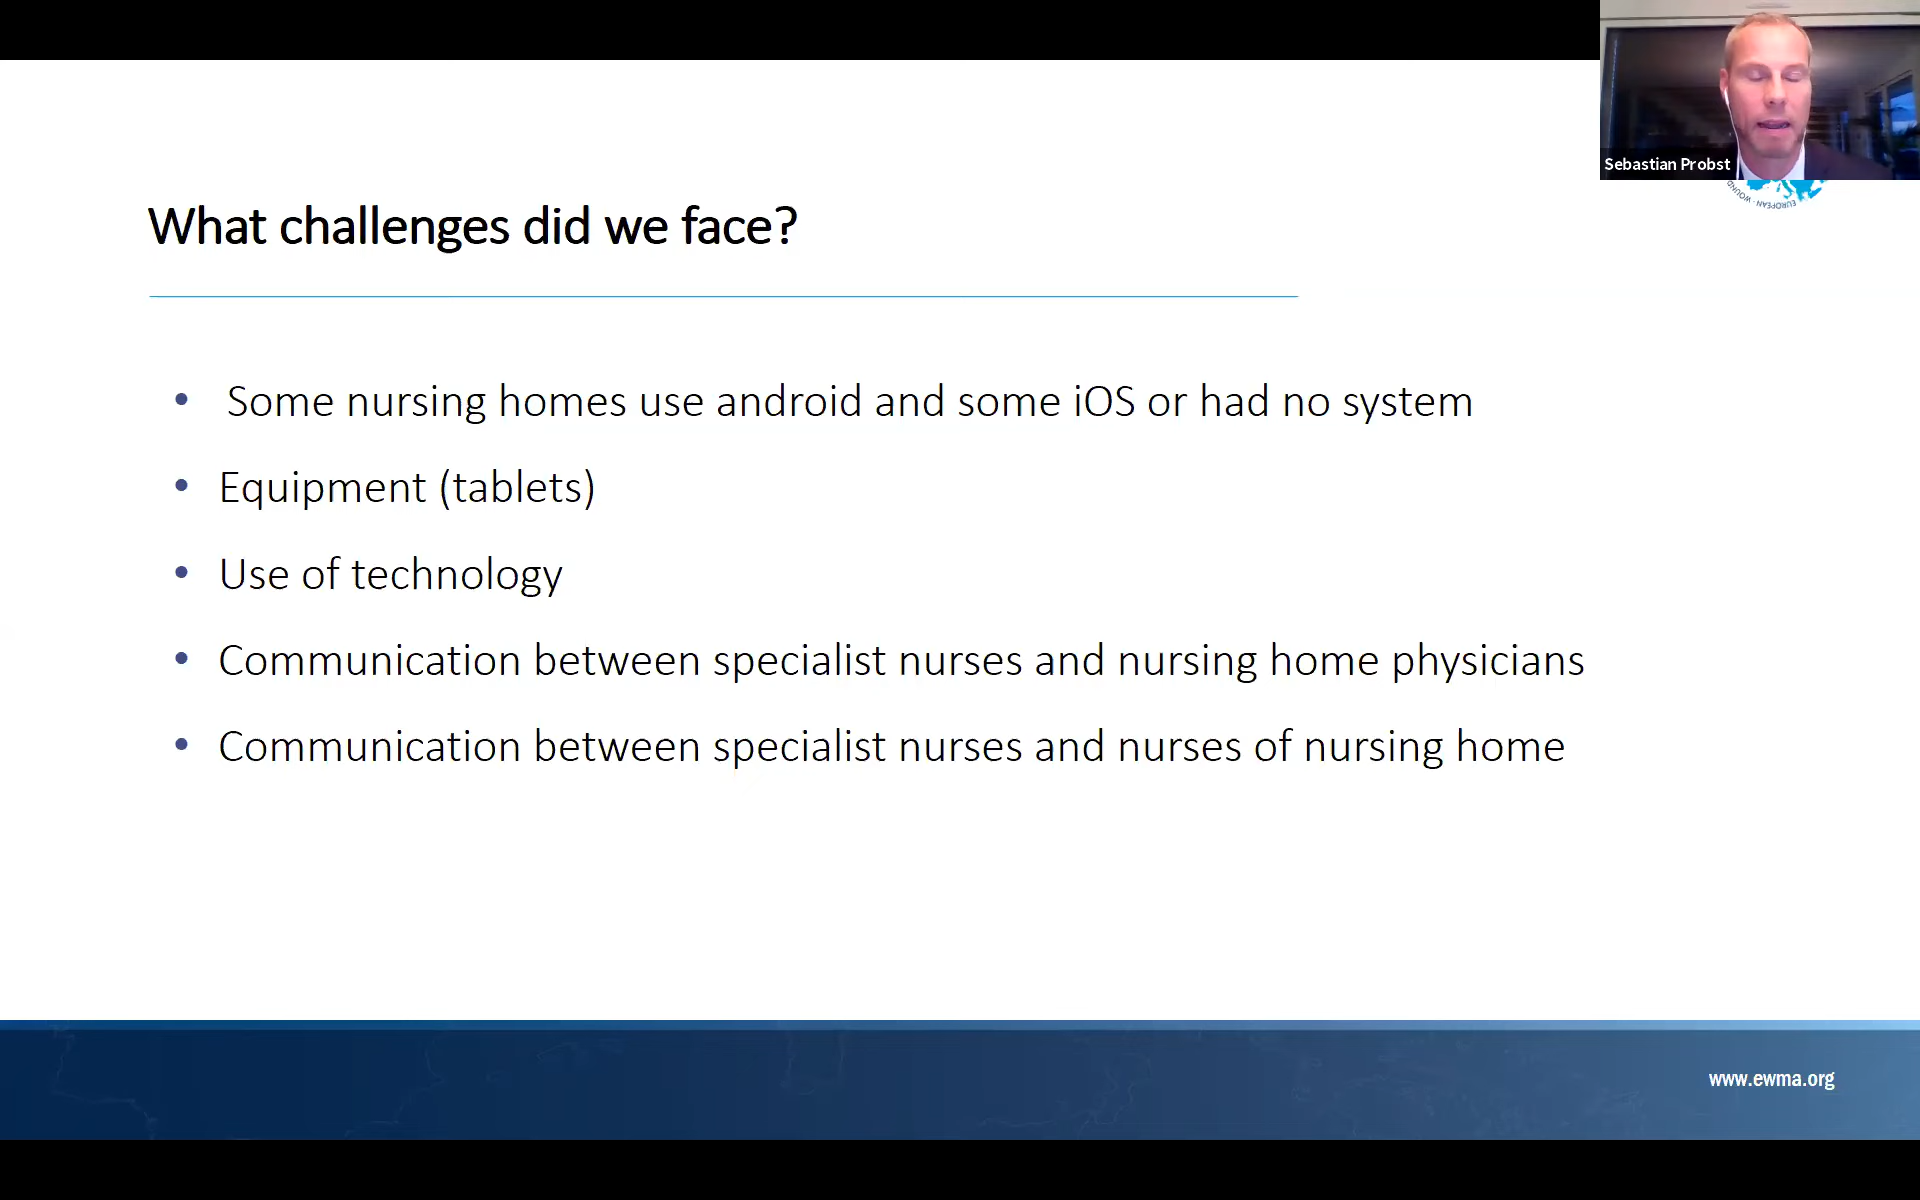 Sebastian Probst
EUROPEAN WOUND
What challenges did we face?
• Some nursing homes use android and some iOS or had no system
• Equipment (tablets)
• Use of technology
• Communication between specialist nurses and nursing home physicians
• Communication between specialist nurses and nurses of nursing home
www.ewma.org